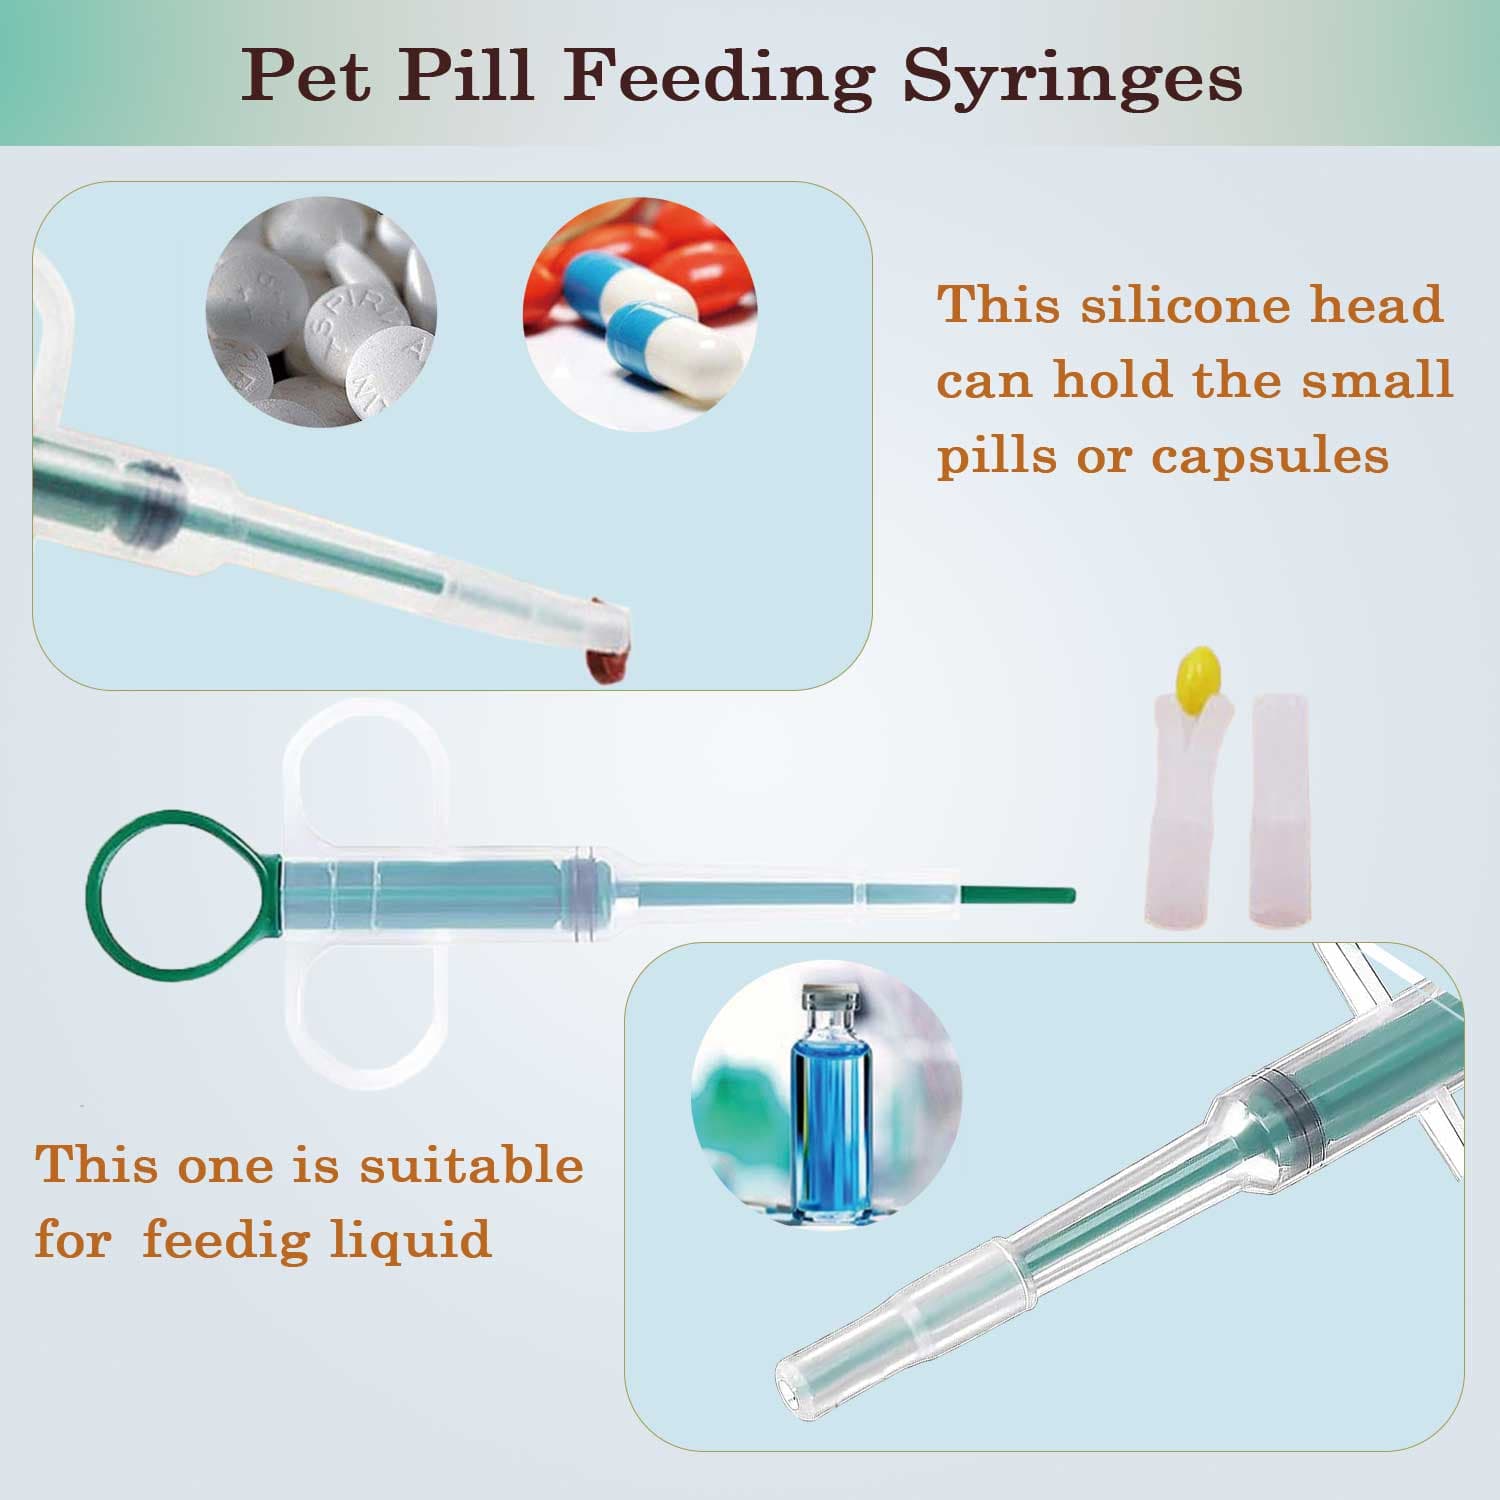 Pet Pill Feeding Syringes
ASPIRI
This silicone head
can hold the small
pills or capsules
This one is suitable
for feedig liquid